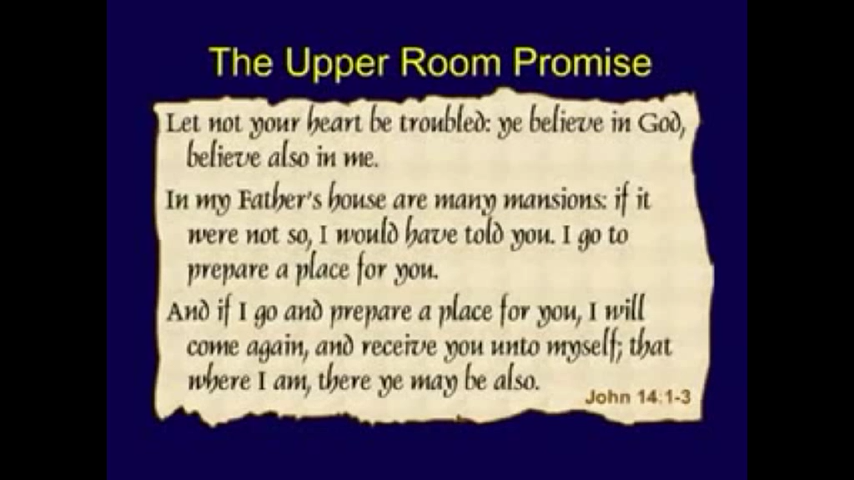 The Upper Room Promise
Let not your heart be troubled: ye believe in God,
believe also in me.
In my Father's house are many mansions: if it
were not so, I would have told you. I go to
prepare a place for you.
And if I go and prepare a place for you, I will
come again, and receive you unto myself; that
where I am, there ye may be also.
John 14:1-3